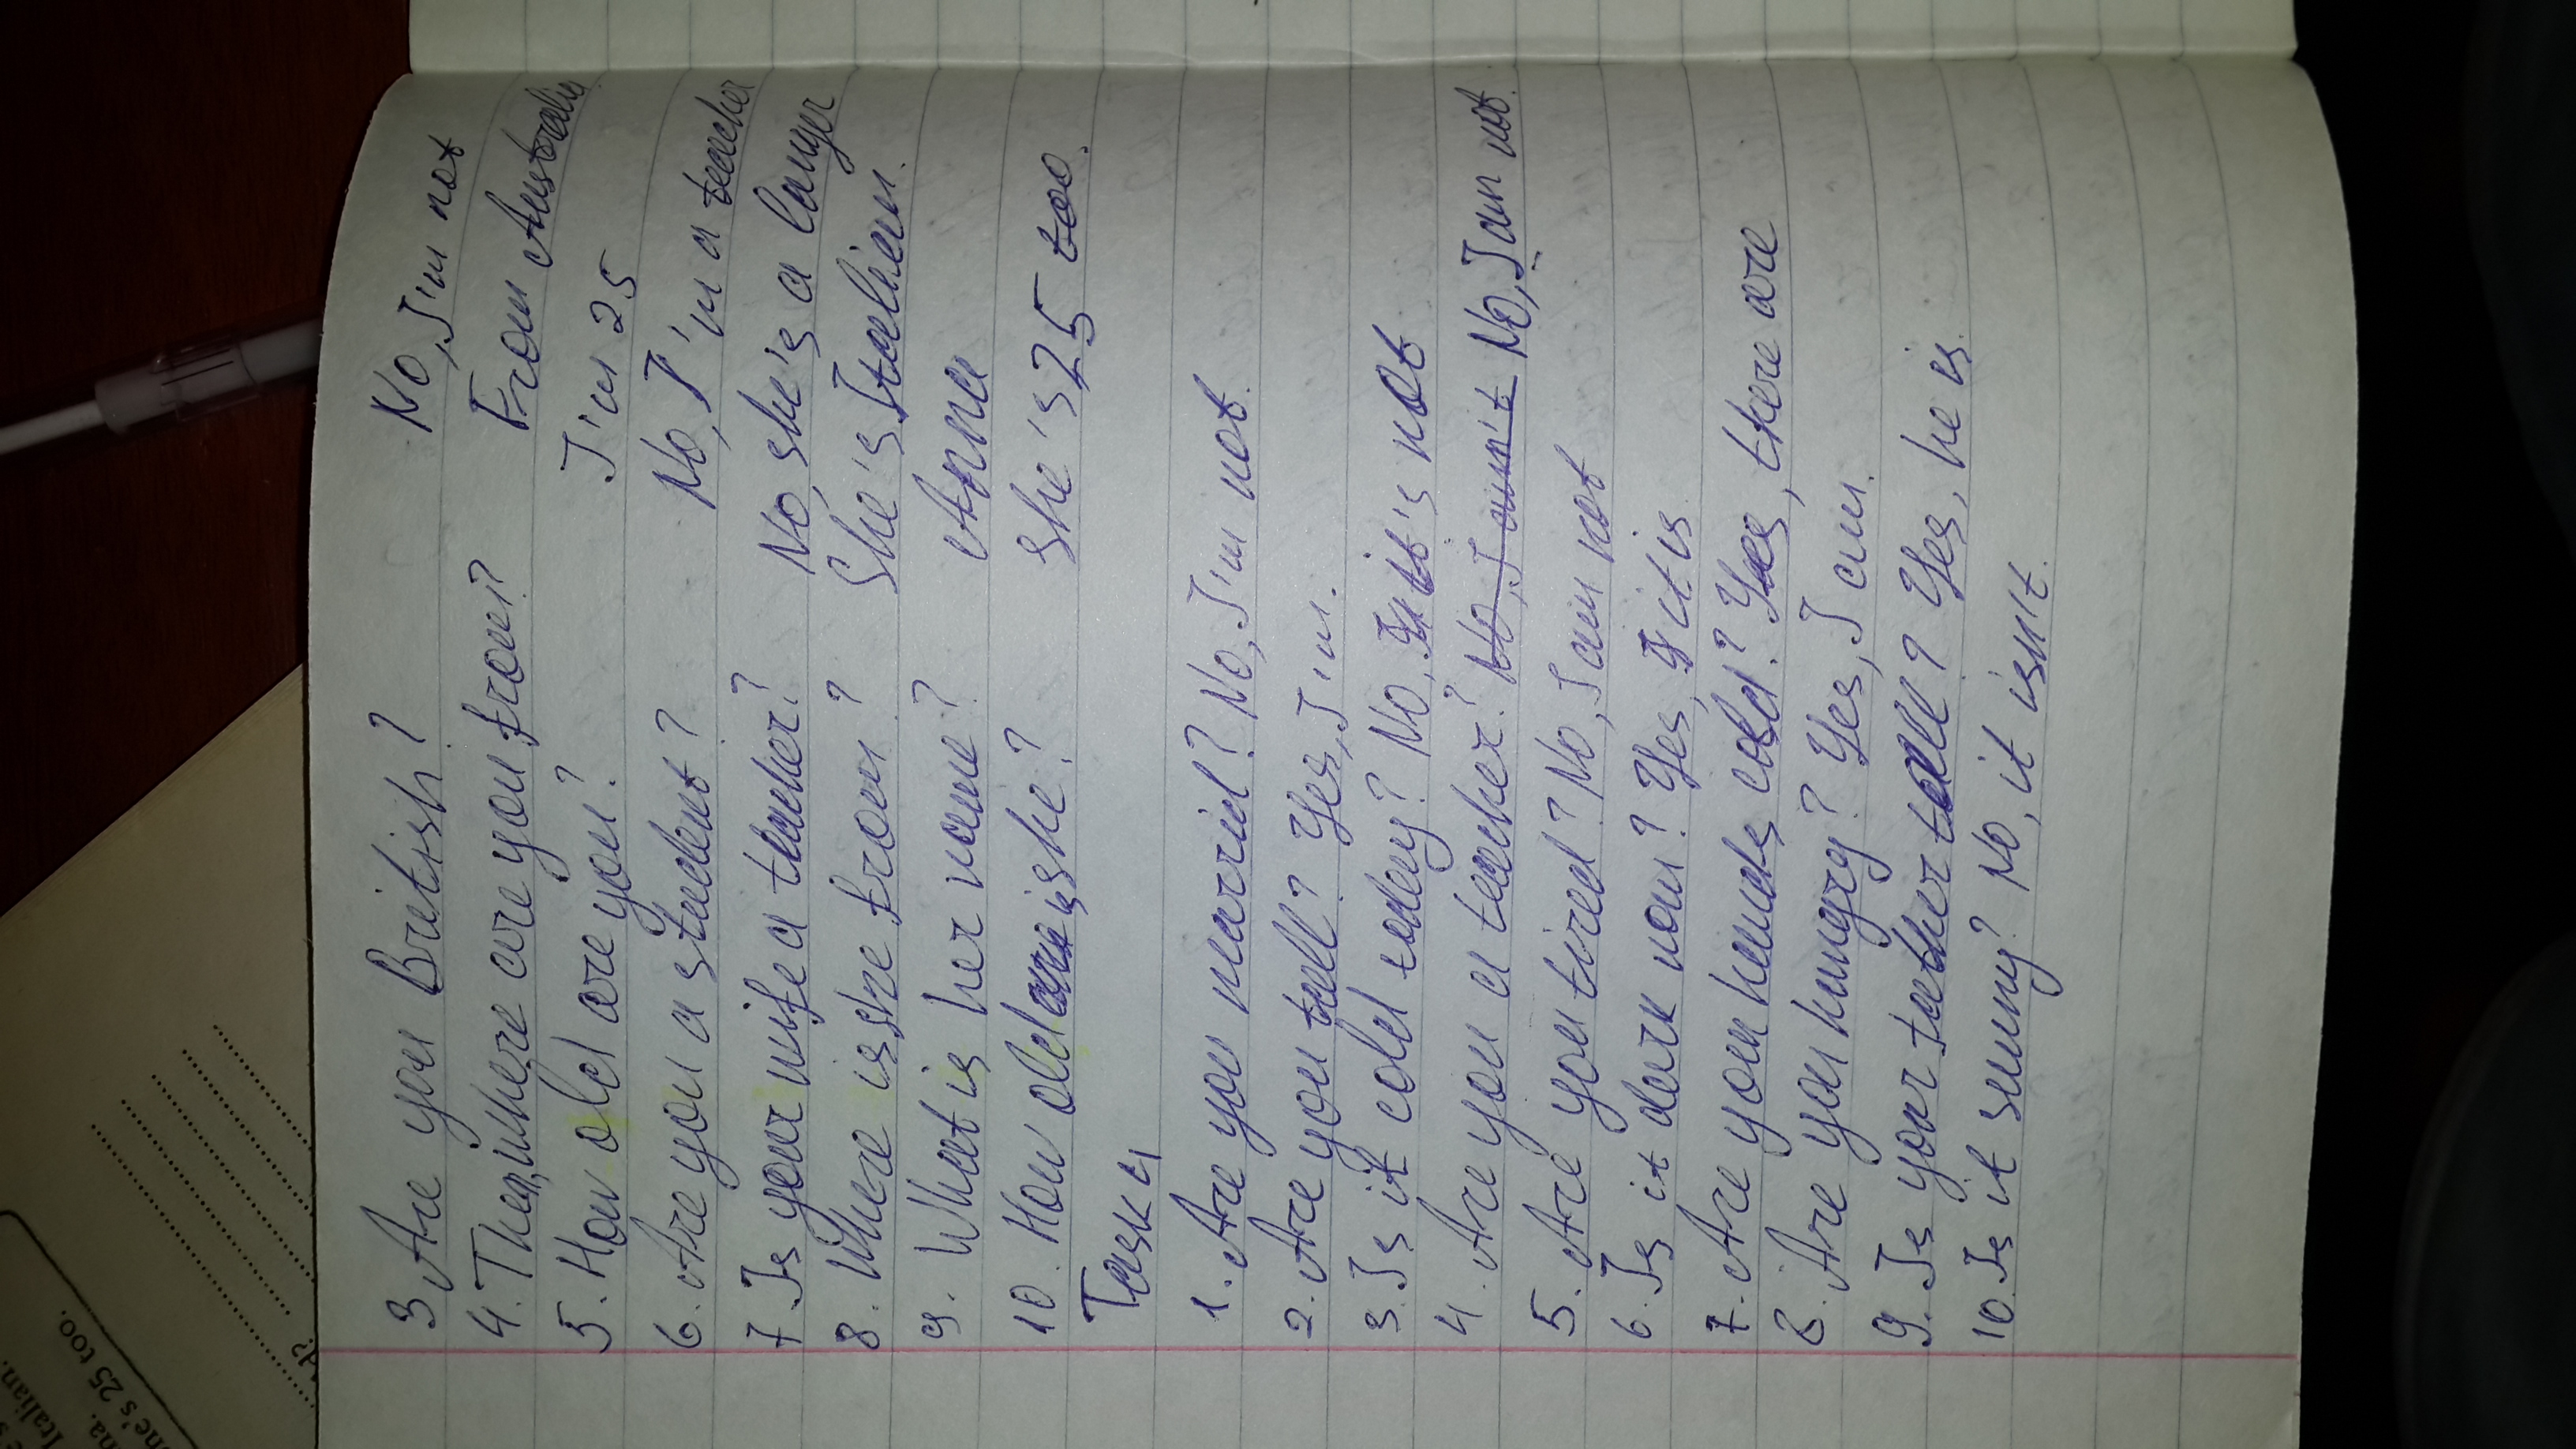 Italian.
na.
he's 25 too.
d?
3 Are you British? No, I'm not
4. Then, where are you from? From Australia
5. How old are you? I'm 25
6. Are you a student? No, I'm a teacher
7 Is your wife a teacher? No, she's a lauyer
8. Where is she from? She's Italian.
9. What is her name? Anna
10. How old is she? She's 25 too.
Task 4
1. Are you marrid? No, I'm not.
2. Are you tall? Yes, I'm.
3. Is it cold today? No, it's not
4. Are you a teacher? No, I amn't No, I am not.
5. Are you tired? No, I am not
6. Is it dark now? Yes, it is
7. Are your hands cold? Yes, there are
8. Are you hungry? Yes, I am.
9. Is your father tall? Yes, he is.
10. Is it sunny? No, it isn't.